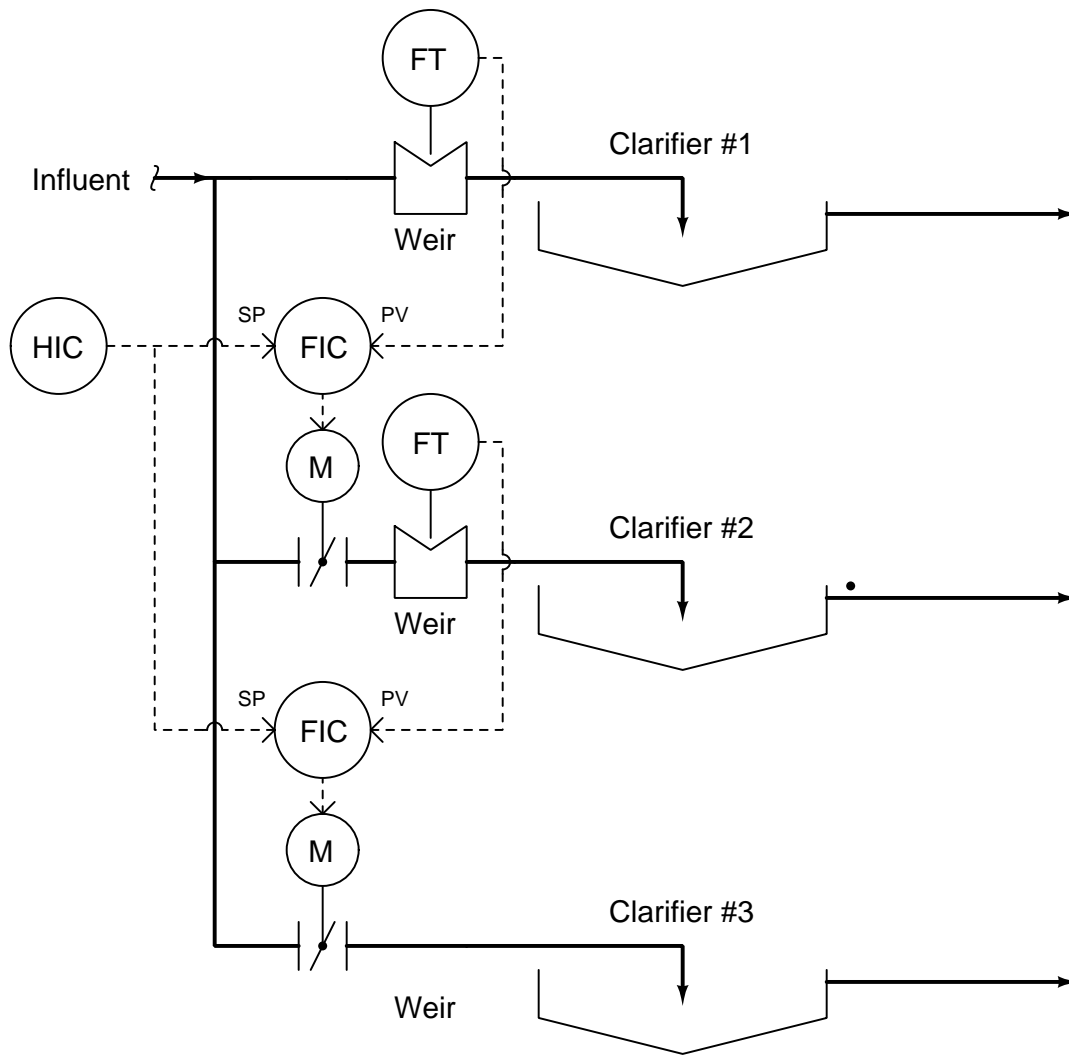 FT
Clarifier #1
Influent
Weir
SP
PV
HIC
FIC
FT
M
Clarifier #2
Weir
SP
PV
FIC
M
Clarifier #3
Weir